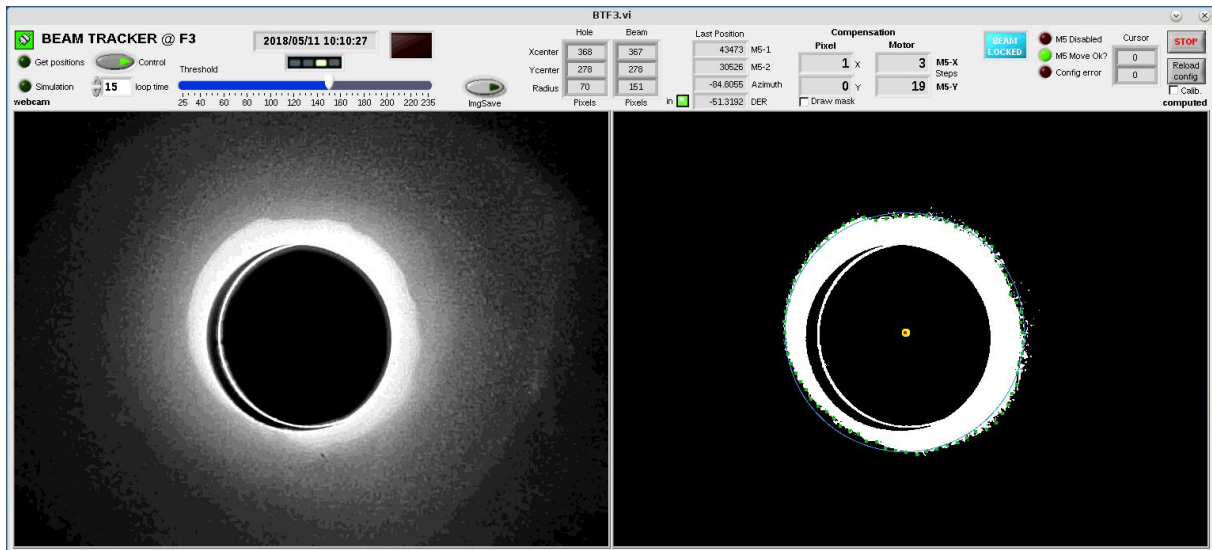 BTF3.vi
BEAM TRACKER @ F3
2018/05/11 10:10:27
Get positions
Control
Simulation
15
loop time
webcam
Threshold
25 40 60 80 100 120 140 160 180 200 220 235
ImgSave
Hole Beam
Xcenter 368 367
Ycenter 278 278
Radius 70 151
Pixels Pixels
Last Position
43473 M5-1
30526 M5-2
-84.8055 Azimuth
in -51.3192 DER
Compensation
Pixel Motor
1 X 3 M5-X
Steps
0 Y 19 M5-Y
Draw mask
BEAM
LOCKED
M5 Disabled
M5 Move Ok?
Config error
Cursor
0
0
STOP
Reload
config
Calib.
computed